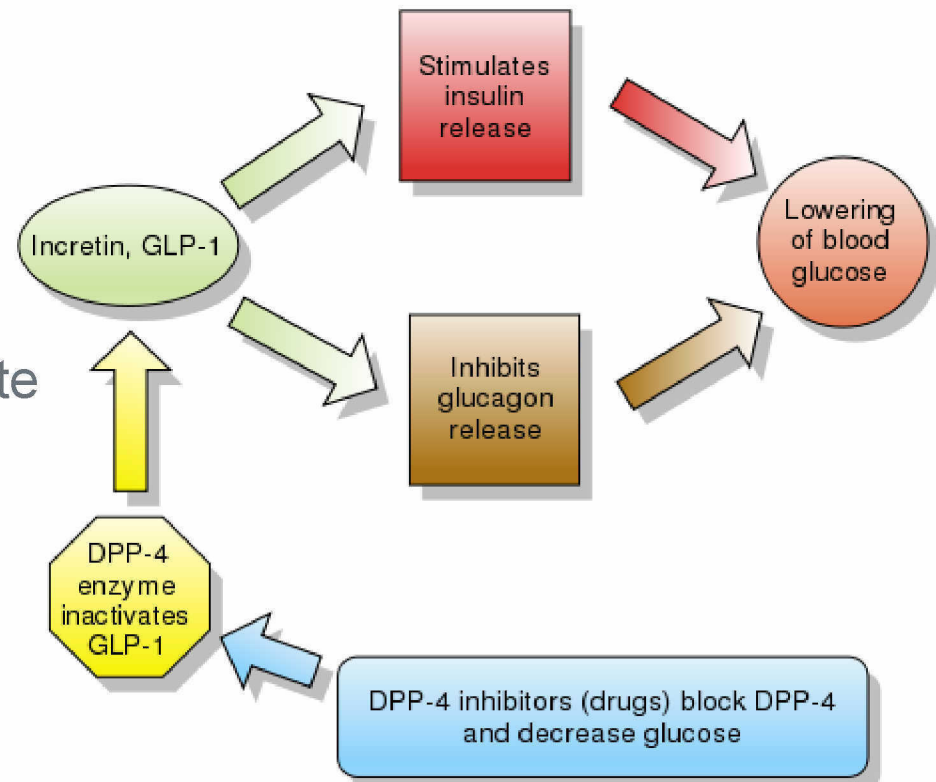 Stimulates
insulin
release
Incretin, GLP-1
Lowering
of blood
glucose
te
Inhibits
glucagon
release
DPP-4
enzyme
inactivates
GLP-1
DPP-4 inhibitors (drugs) block DPP-4
and decrease glucose